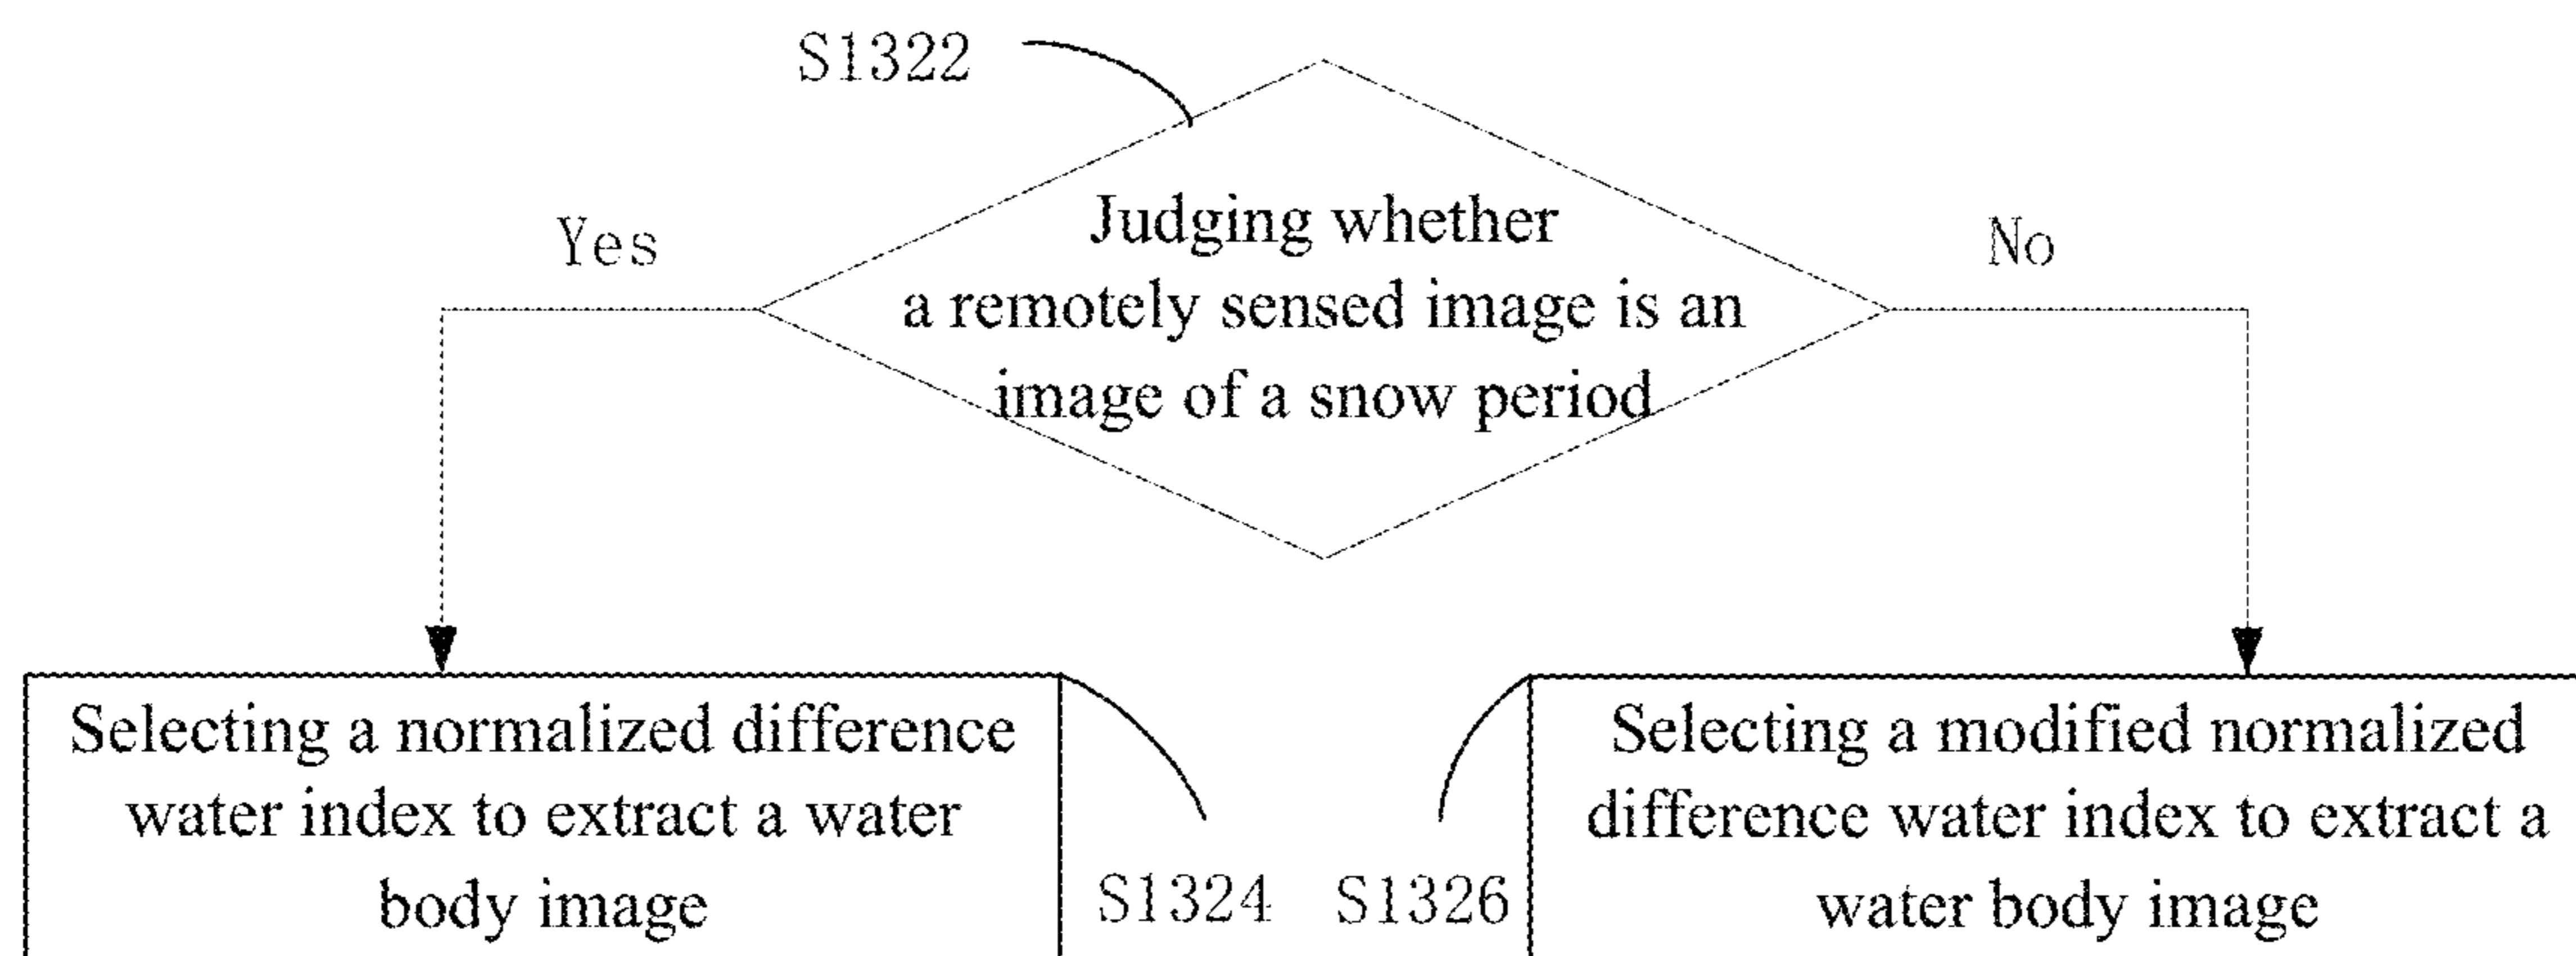 S1322
Judging whether
a remotely sensed image is an
image of a snow period
Yes
No
Selecting a normalized difference
water index to extract a water
body image
S1324
S1326
Selecting a modified normalized
difference water index to extract a
water body image